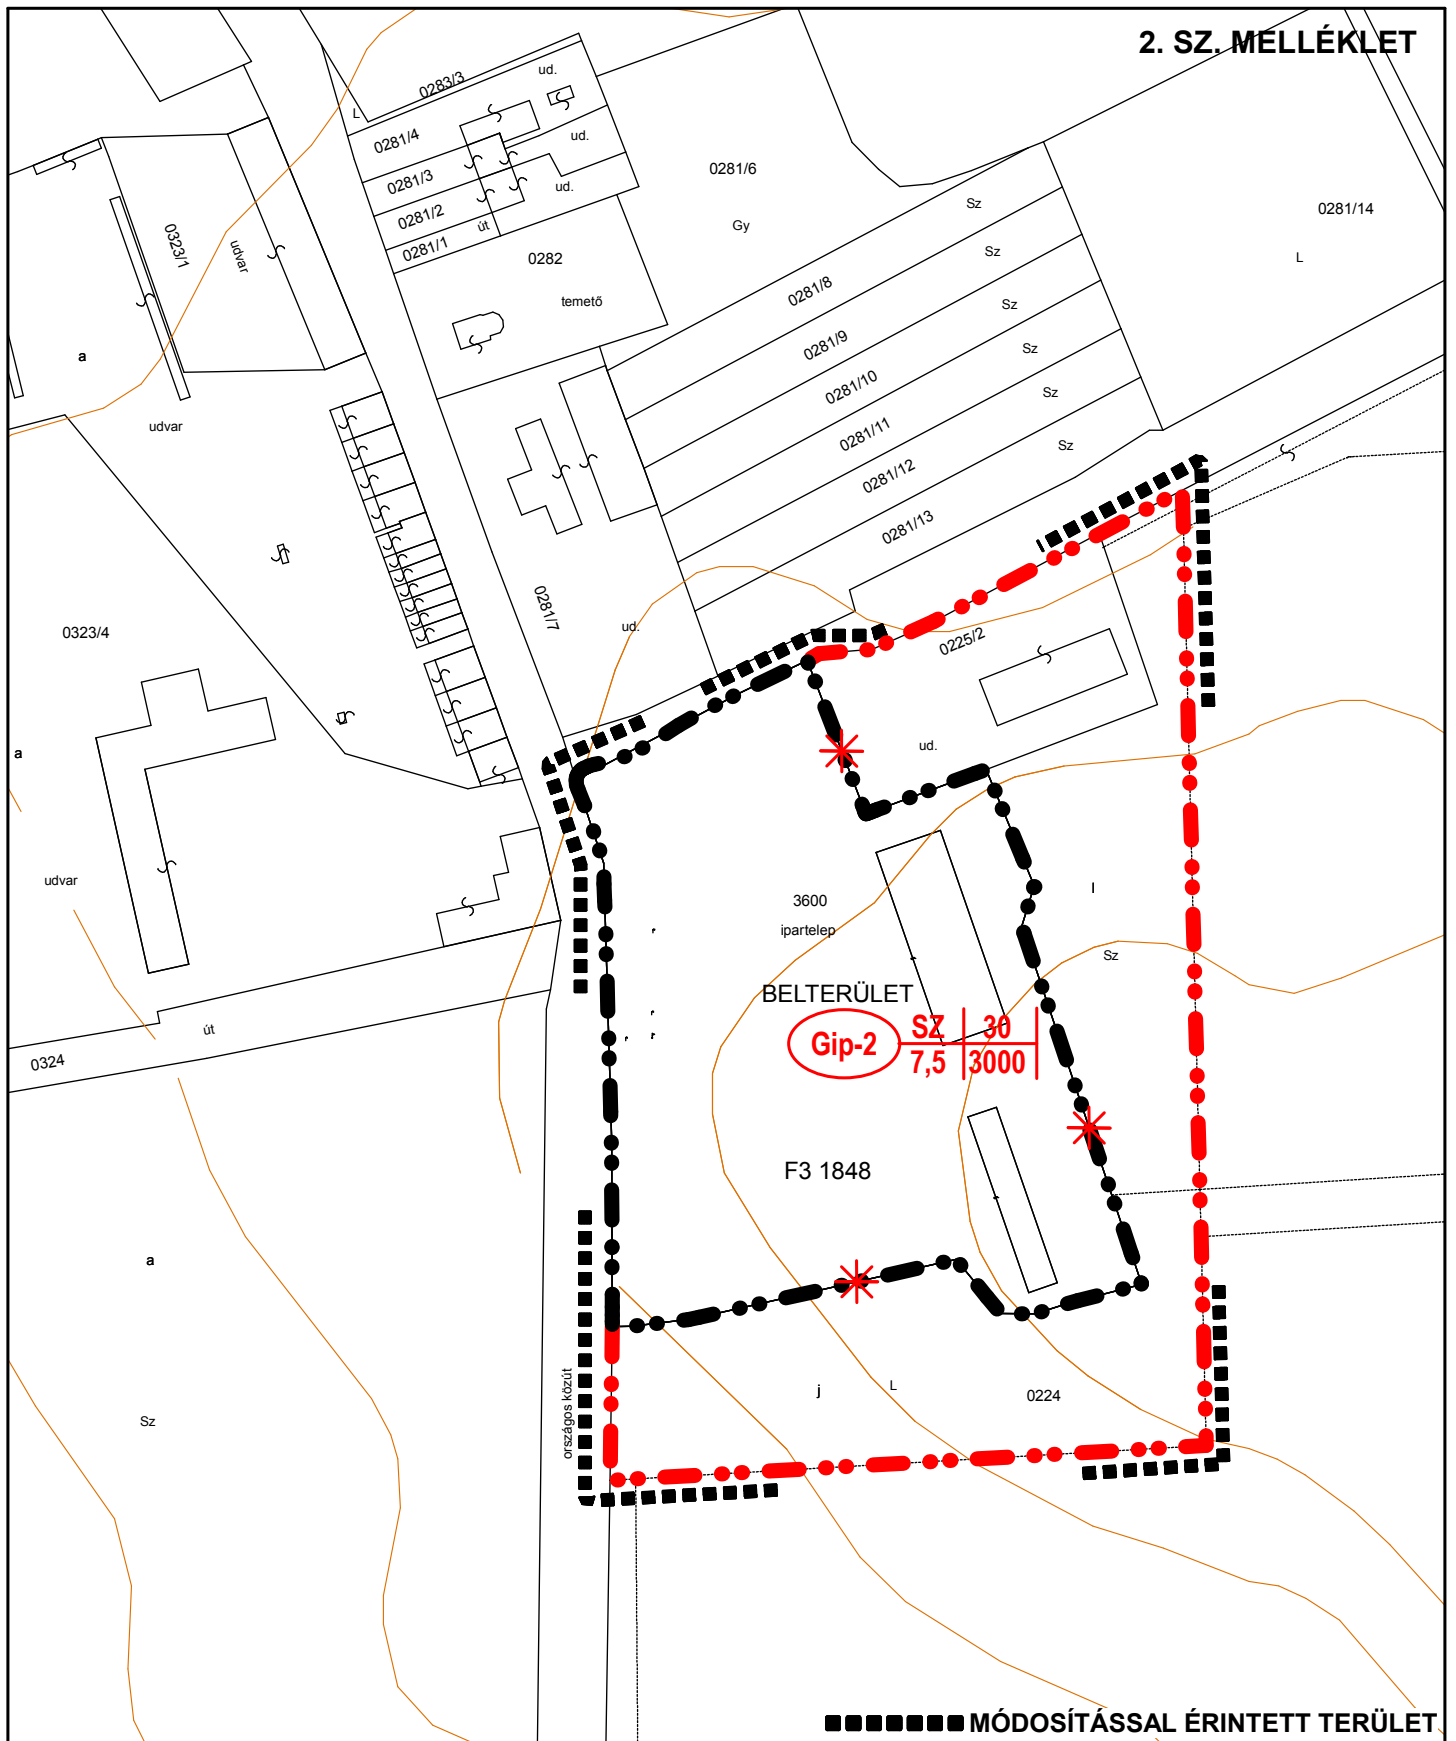 2. SZ. MELLÉKLET
0283/3
ud.
L
0281/4
ud.
0281/3
ud.
0281/2
út
0281/1
0281/6
Gy
0281/14
L
0323/1
udvar
0282
temető
Sz
0281/8
Sz
0281/9
Sz
0281/10
Sz
0281/11
Sz
0281/12
Sz
0281/13
a
udvar
0281/7
ud.
0323/4
0225/2
ud.
a
udvar
3600
ipartelep
l
Sz
BELTERÜLET
Gip-2
SZ 30
7,5 3000
út
0324
F3 1848
a
Sz
országos közút
j
L
0224
MÓDOSÍTÁSSAL ÉRINTETT TERÜLET